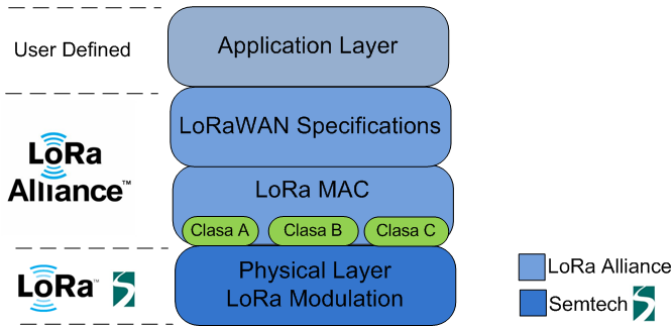 User Defined
Application Layer
LoRaWAN Specifications
LoRa
Alliance™
LoRa MAC
Clasa A
Clasa B
Clasa C
LoRa™
Physical Layer
LoRa Modulation
LoRa Alliance
Semtech